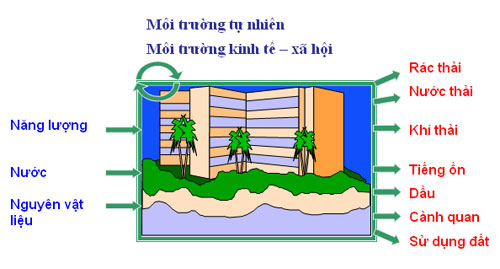 Môi trường tự nhiên
Môi trường kinh tế – xã hội
Năng lượng
Nước
Nguyên vật
liệu
Rác thải
Nước thải
Khí thải
Tiếng ồn
Dầu
Cảnh quan
Sử dụng đất